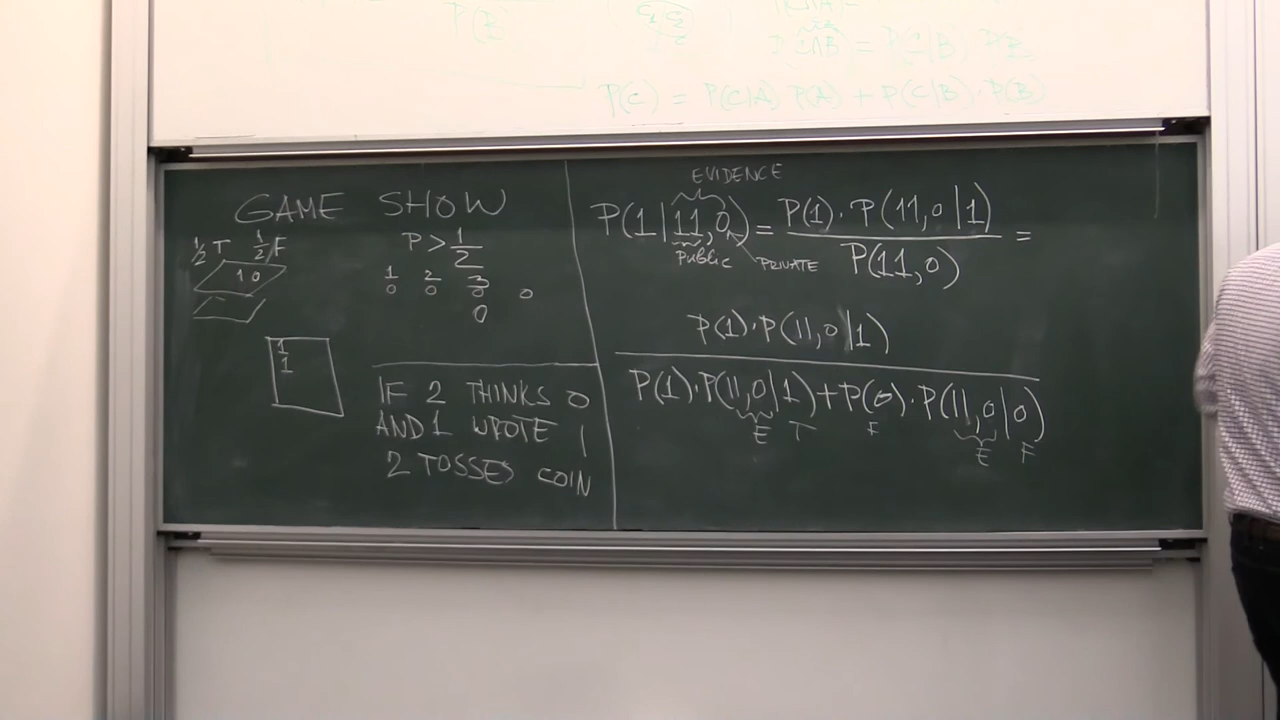 P(C) = P(C|A) P(A) + P(C|B) · P(B)
GAME SHOW
1/2 T 1/2 F
1 0
P > 1/2
1 2 3
0 0 0 0
0
1
1
IF 2 THINKS 0
AND 1 WROTE 1
2 TOSSES COIN
EVIDENCE
P(1|11,0) = P(1)·P(11,0|1) / P(11,0) =
PUBLIC PRIVATE
P(1)·P(11,0|1)
P(1)·P(11,0|1)+P(0)·P(11,0|0)
E T F E F